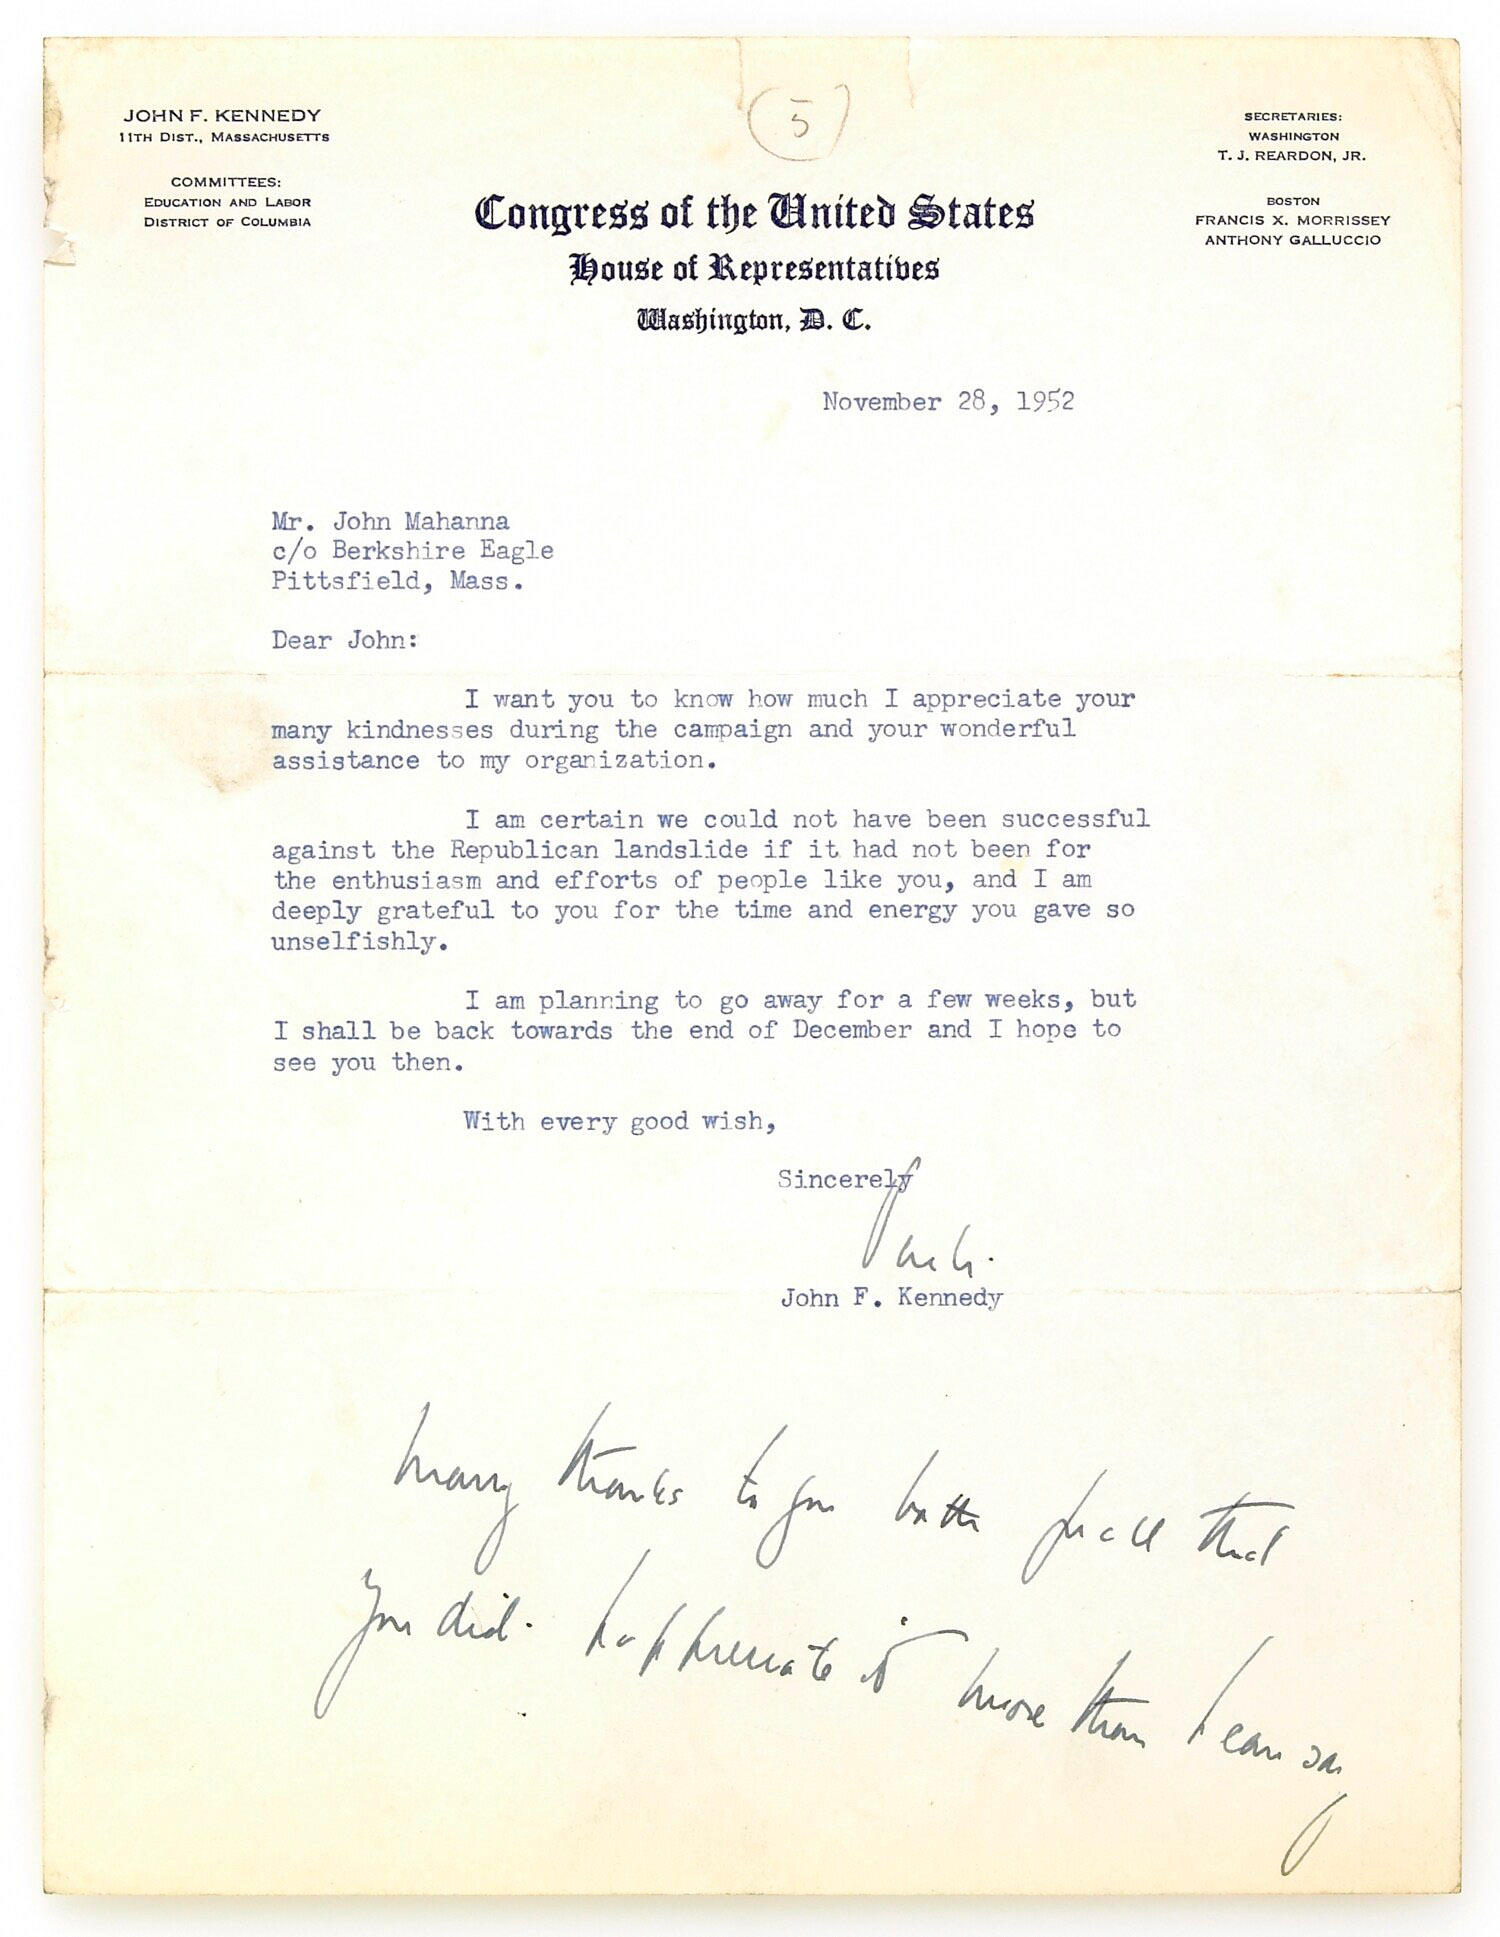 5
JOHN F. KENNEDY
11TH DIST., MASSACHUSETTS
COMMITTEES:
EDUCATION AND LABOR
DISTRICT OF COLUMBIA
SECRETARIES:
WASHINGTON
T. J. REARDON, JR.
BOSTON
FRANCIS X. MORRISSEY
ANTHONY GALLUCCIO
Congress of the United States
House of Representatives
Washington, D. C.
November 28, 1952
Mr. John Mahanna
c/o Berkshire Eagle
Pittsfield, Mass.
Dear John:
I want you to know how much I appreciate your
many kindnesses during the campaign and your wonderful
assistance to my organization.
I am certain we could not have been successful
against the Republican landslide if it had not been for
the enthusiasm and efforts of people like you, and I am
deeply grateful to you for the time and energy you gave so
unselfishly.
I am planning to go away for a few weeks, but
I shall be back towards the end of December and I hope to
see you then.
With every good wish,
Sincerely
Jack.
John F. Kennedy
Many thanks to you both for all that
you did. I appreciate it more than I can say